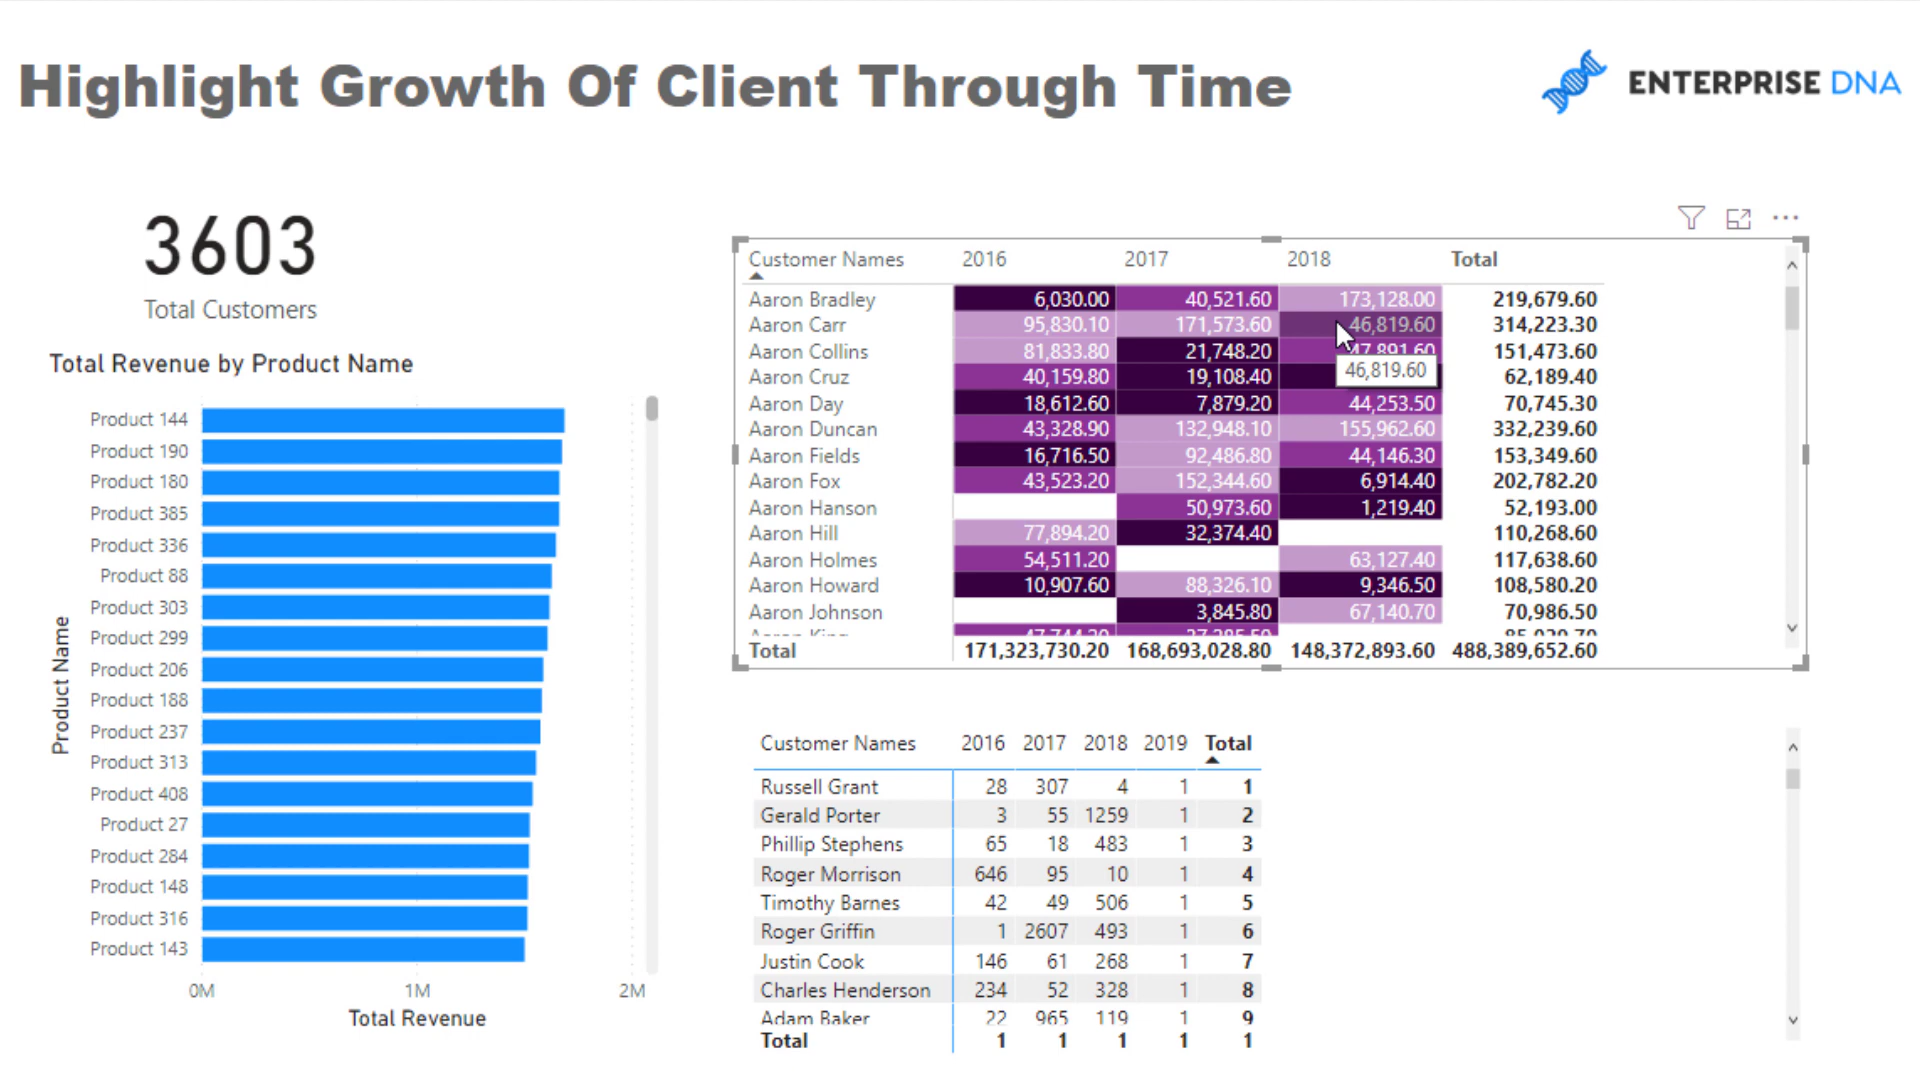 Highlight Growth Of Client Through Time
ENTERPRISE DNA
3603
Total Customers
Total Revenue by Product Name
Product Name
Product 144
Product 190
Product 180
Product 385
Product 336
Product 88
Product 303
Product 299
Product 206
Product 188
Product 237
Product 313
Product 408
Product 27
Product 284
Product 148
Product 316
Product 143
0M 1M 2M
Total Revenue
Customer Names 2016 2017 2018 Total
Aaron Bradley 6,030.00 40,521.60 173,128.00 219,679.60
Aaron Carr 95,830.10 171,573.60 46,819.60 314,223.30
Aaron Collins 81,833.80 21,748.20 47,891.60 151,473.60
46,819.60
Aaron Cruz 40,159.80 19,108.40 62,189.40
Aaron Day 18,612.60 7,879.20 44,253.50 70,745.30
Aaron Duncan 43,328.90 132,948.10 155,962.60 332,239.60
Aaron Fields 16,716.50 92,486.80 44,146.30 153,349.60
Aaron Fox 43,523.20 152,344.60 6,914.40 202,782.20
Aaron Hanson 50,973.60 1,219.40 52,193.00
Aaron Hill 77,894.20 32,374.40 110,268.60
Aaron Holmes 54,511.20 63,127.40 117,638.60
Aaron Howard 10,907.60 88,326.10 9,346.50 108,580.20
Aaron Johnson 3,845.80 67,140.70 70,986.50
Total 171,323,730.20 168,693,028.80 148,372,893.60 488,389,652.60
Customer Names 2016 2017 2018 2019 Total
Russell Grant 28 307 4 1 1
Gerald Porter 3 55 1259 1 2
Phillip Stephens 65 18 483 1 3
Roger Morrison 646 95 10 1 4
Timothy Barnes 42 49 506 1 5
Roger Griffin 1 2607 493 1 6
Justin Cook 146 61 268 1 7
Charles Henderson 234 52 328 1 8
Adam Baker 22 965 119 1 9
Total 1 1 1 1 1